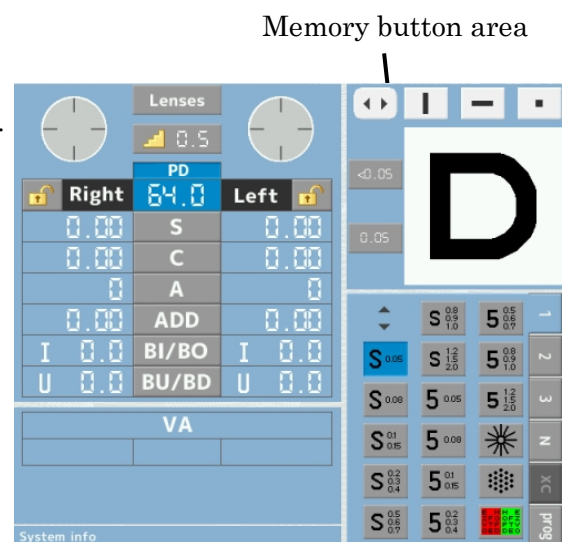 Memory button area
Lenses
0.5
PD
Right 64.0 Left
0.00 S 0.00
0.00 C 0.00
0 A 0
0.00 ADD 0.00
I 0.0 BI/BO I 0.0
U 0.0 BU/BD U 0.0
VA
System info
<0.05
0.05
D
S 0.8 0.9 1.0 5 0.5 0.6 0.7
S 0.05 S 1.2 1.5 2.0 5 0.8 0.9 1.0
S 0.08 5 0.05 5 1.2 1.5 2.0
S 0.1 0.15 5 0.08
S 0.2 0.3 0.4 5 0.1 0.15
S 0.5 0.6 0.7 5 0.2 0.3 0.4
1
2
3
N
XC
prog